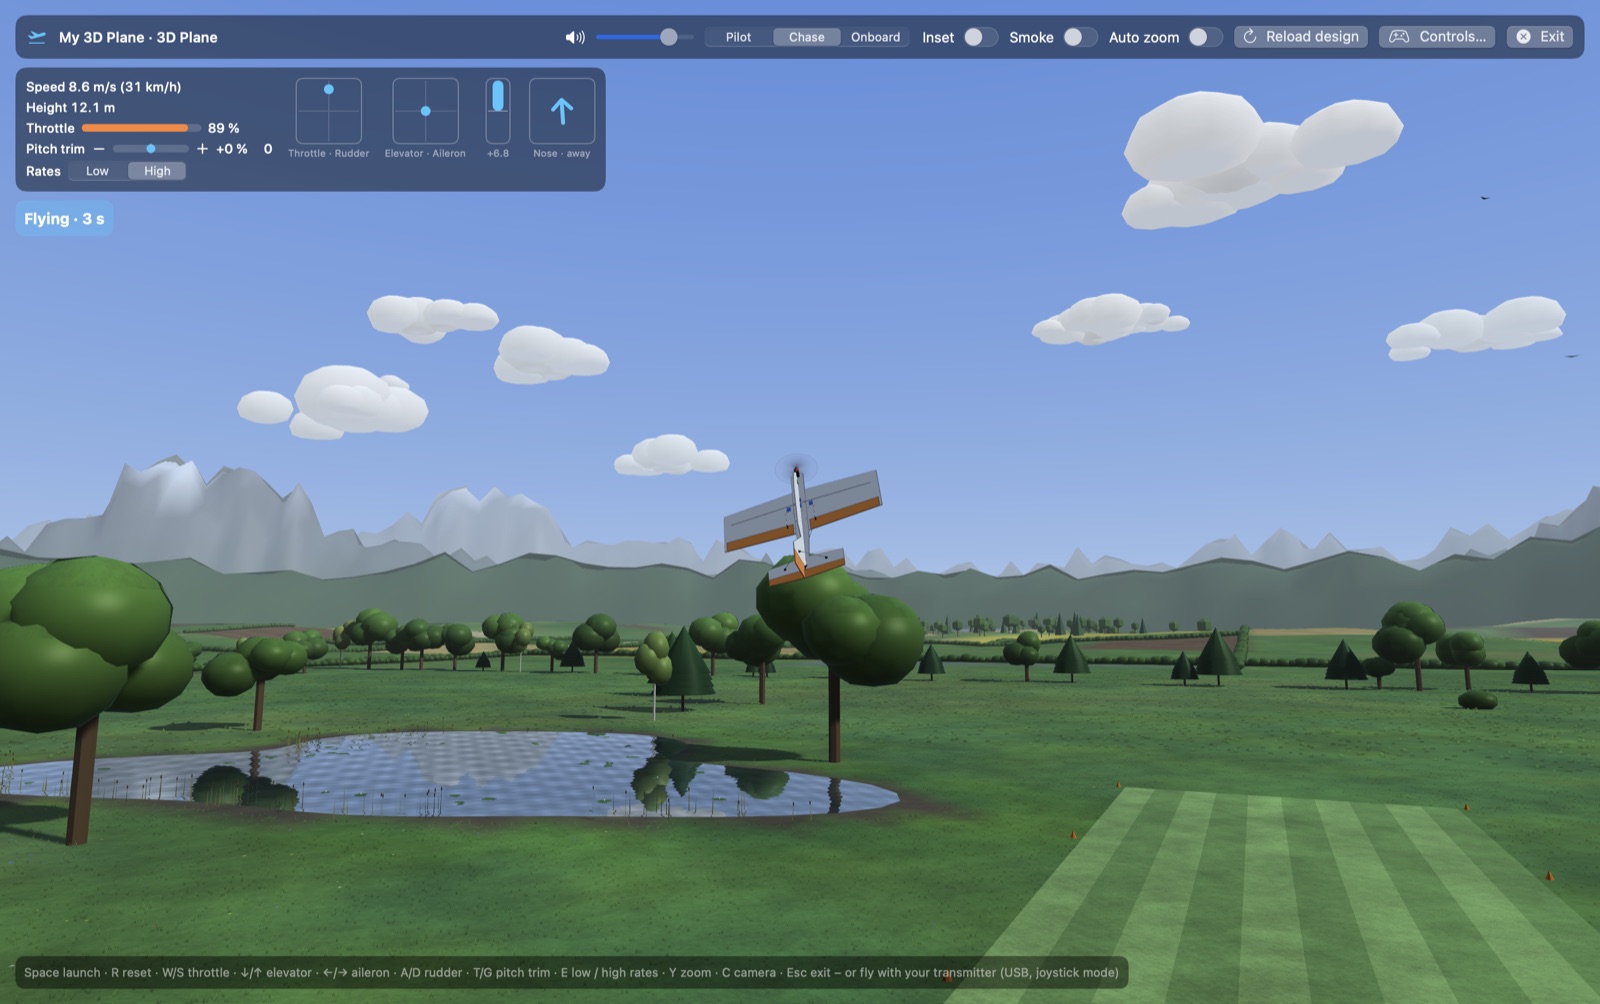 My 3D Plane · 3D Plane
Pilot Chase Onboard Inset Smoke Auto zoom Reload design Controls... Exit
Speed 8.6 m/s (31 km/h)
Height 12.1 m
Throttle 89 %
Pitch trim − + +0 % 0
Rates Low High
Throttle · Rudder Elevator · Aileron +6.8 Nose · away
Flying · 3 s
Space launch · R reset · W/S throttle · ↓/↑ elevator · ←/→ aileron · A/D rudder · T/G pitch trim · E low / high rates · Y zoom · C camera · Esc exit – or fly with your transmitter (USB, joystick mode)